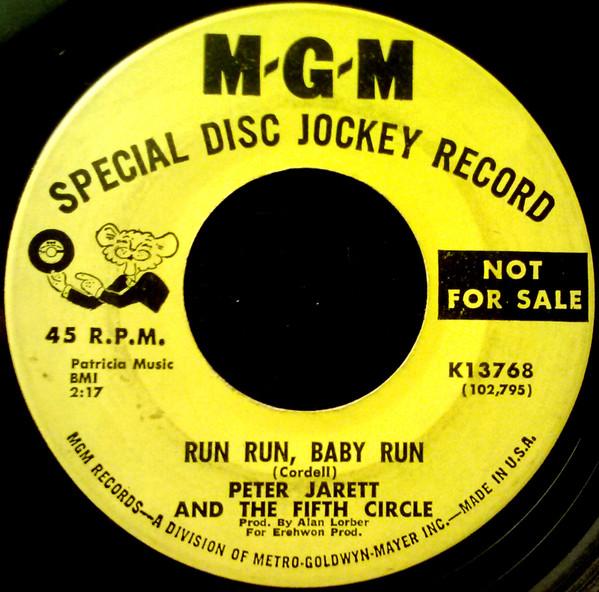 M-G-M
SPECIAL DISC JOCKEY RECORD
NOT
FOR SALE
45 R.P.M.
Patricia Music
BMI
2:17
K13768
(102,795)
RUN RUN, BABY RUN
(Cordell)
PETER JARETT
AND THE FIFTH CIRCLE
Prod. By Alan Lorber
For Erehwon Prod.
MGM RECORDS—A DIVISION OF METRO-GOLDWYN-MAYER INC.—MADE IN U.S.A.